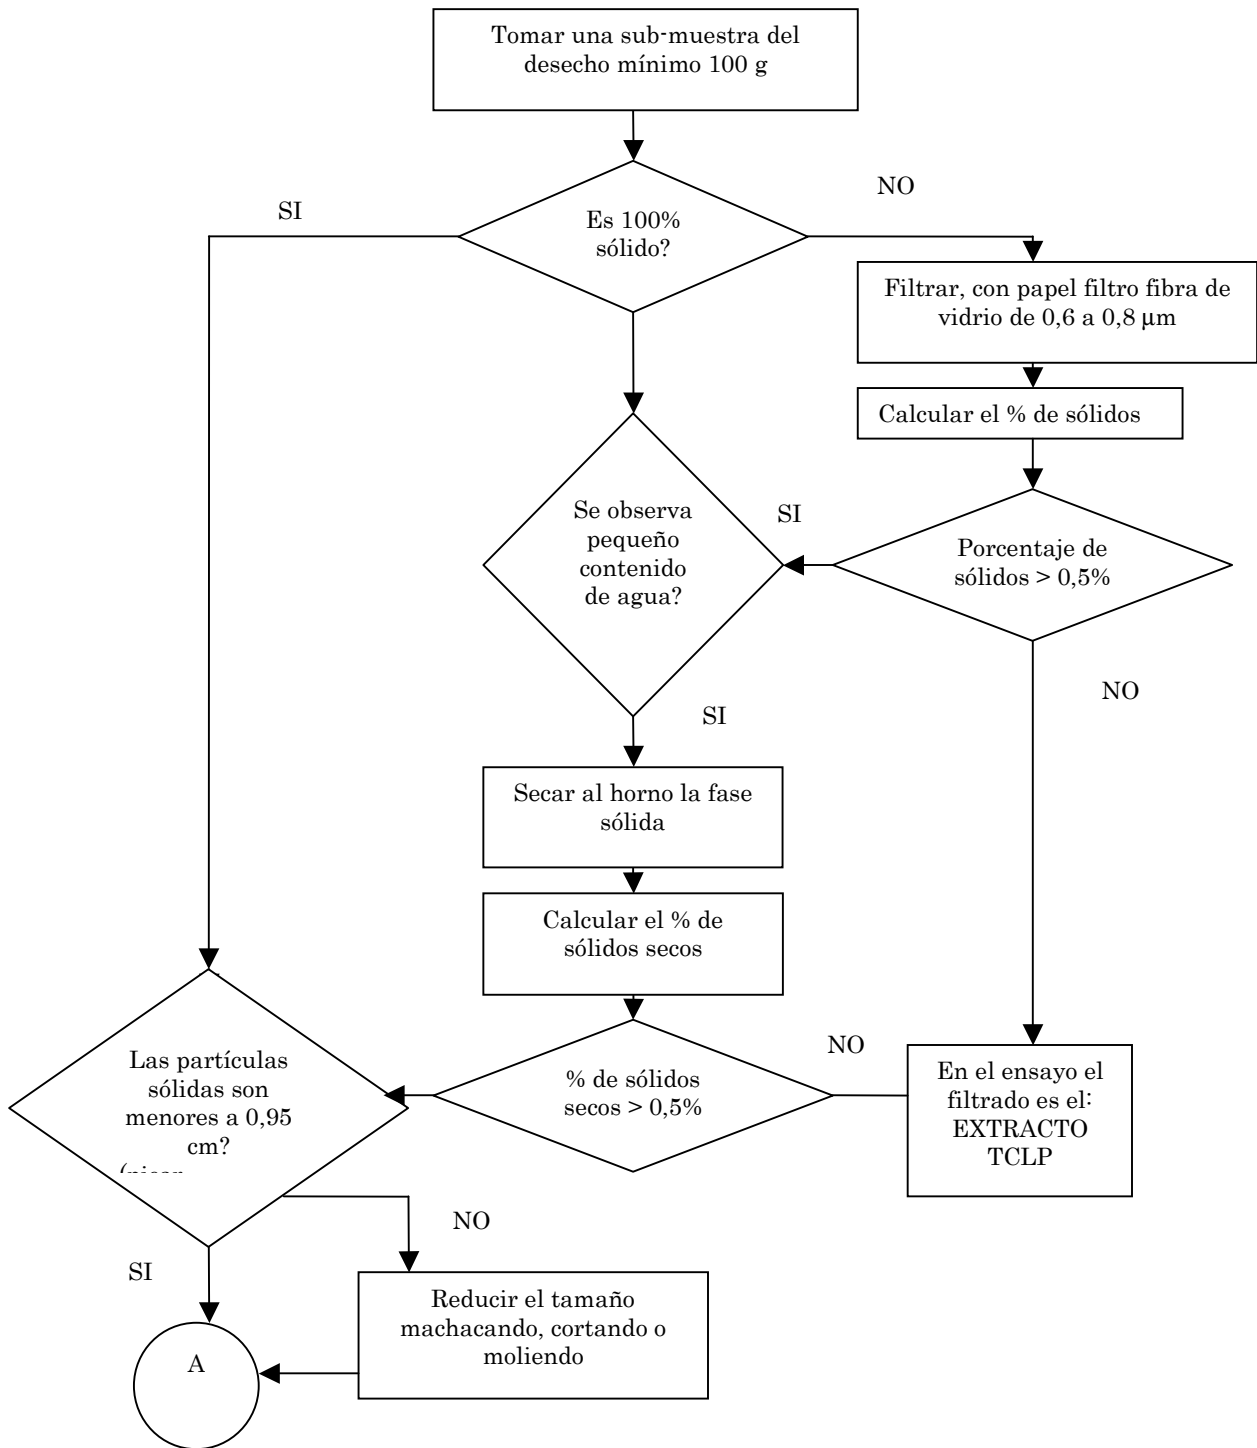 Tomar una sub-muestra del
desecho mínimo 100 g
NO
SI
Es 100%
sólido?
Filtrar, con papel filtro fibra de
vidrio de 0,6 a 0,8 µm
Calcular el % de sólidos
Se observa
pequeño
contenido
de agua?
SI
Porcentaje de
sólidos > 0,5%
NO
SI
Secar al horno la fase
sólida
Calcular el % de
sólidos secos
Las partículas
sólidas son
menores a 0,95
cm?
% de sólidos
secos > 0,5%
NO
En el ensayo el
filtrado es el:
EXTRACTO
TCLP
NO
SI
Reducir el tamaño
machacando, cortando o
moliendo
A